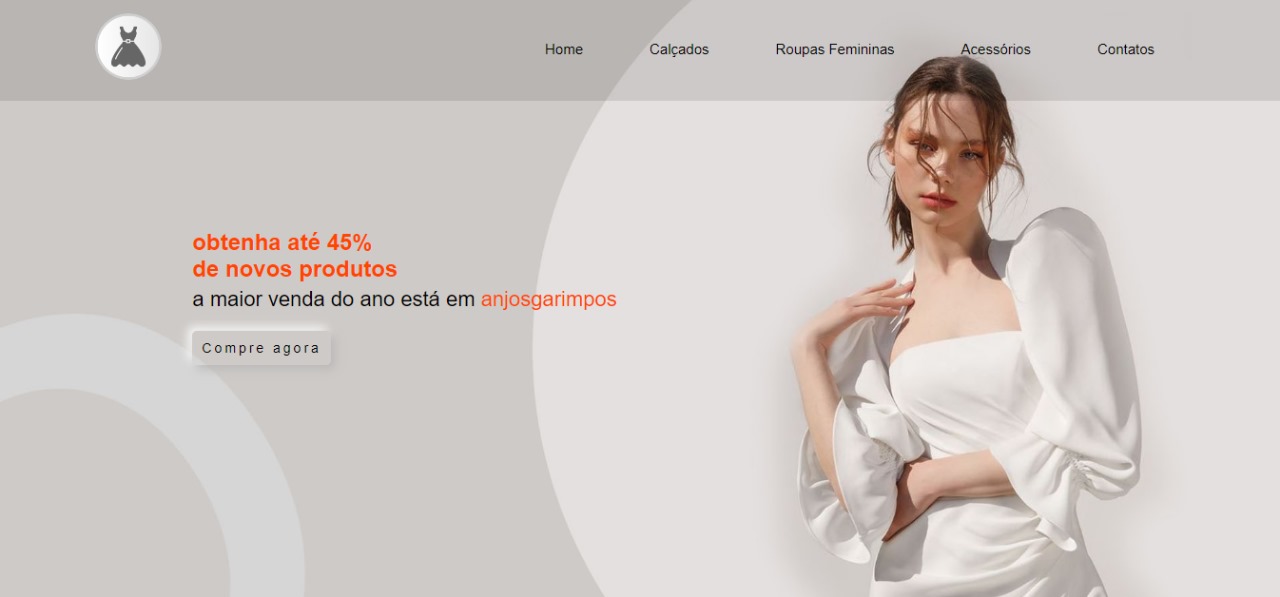 Home Calçados Roupas Femininas Acessórios Contatos
obtenha até 45%
de novos produtos
a maior venda do ano está em anjosgarimpos
Compre agora